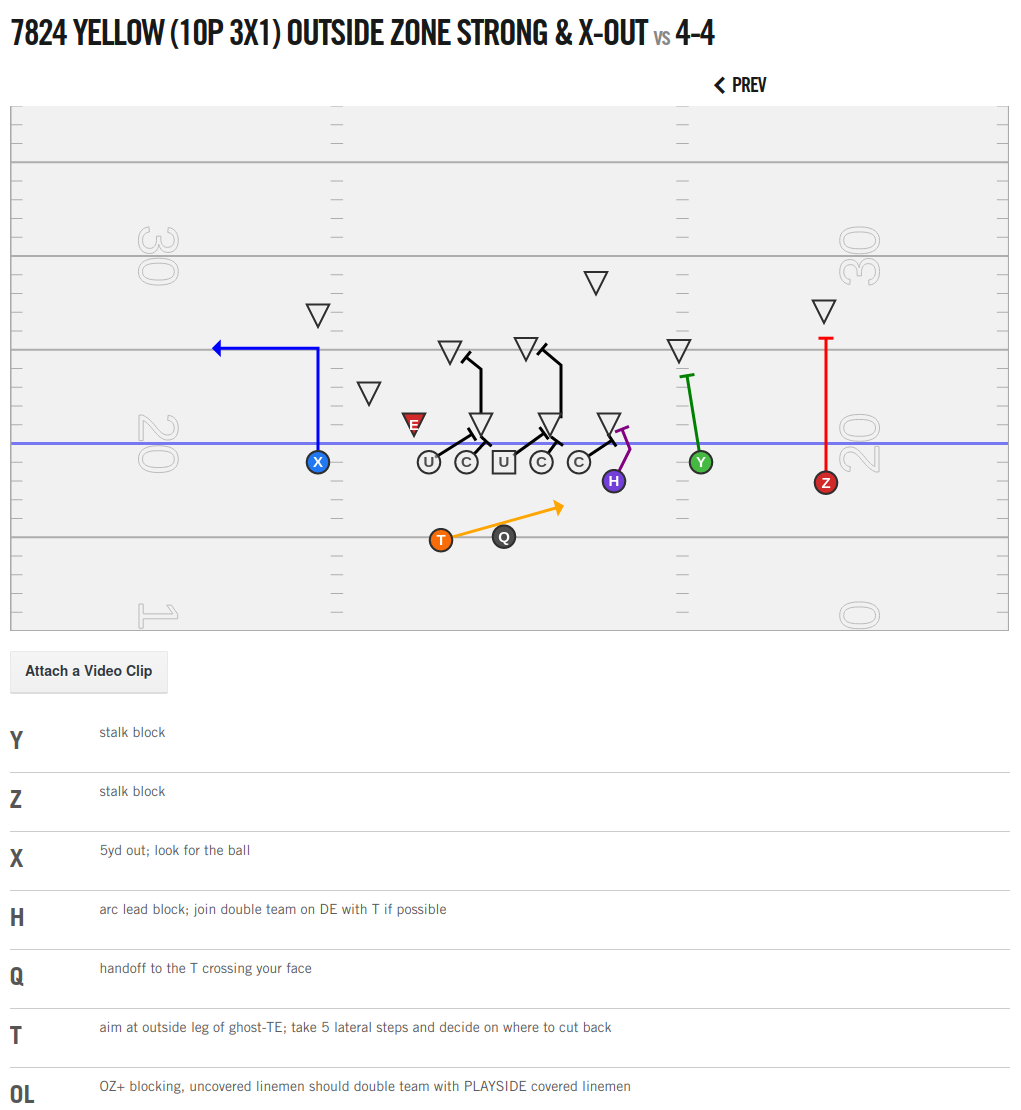 7824 YELLOW (10P 3X1) OUTSIDE ZONE STRONG & X-OUT vs 4-4
PREV
30 30
E
20 20
X U C U C C Y
H Z
T Q
1 0
Attach a Video Clip
Y stalk block
Z stalk block
X 5yd out; look for the ball
H arc lead block; join double team on DE with T if possible
Q handoff to the T crossing your face
T aim at outside leg of ghost-TE; take 5 lateral steps and decide on where to cut back
OL OZ+ blocking, uncovered linemen should double team with PLAYSIDE covered linemen